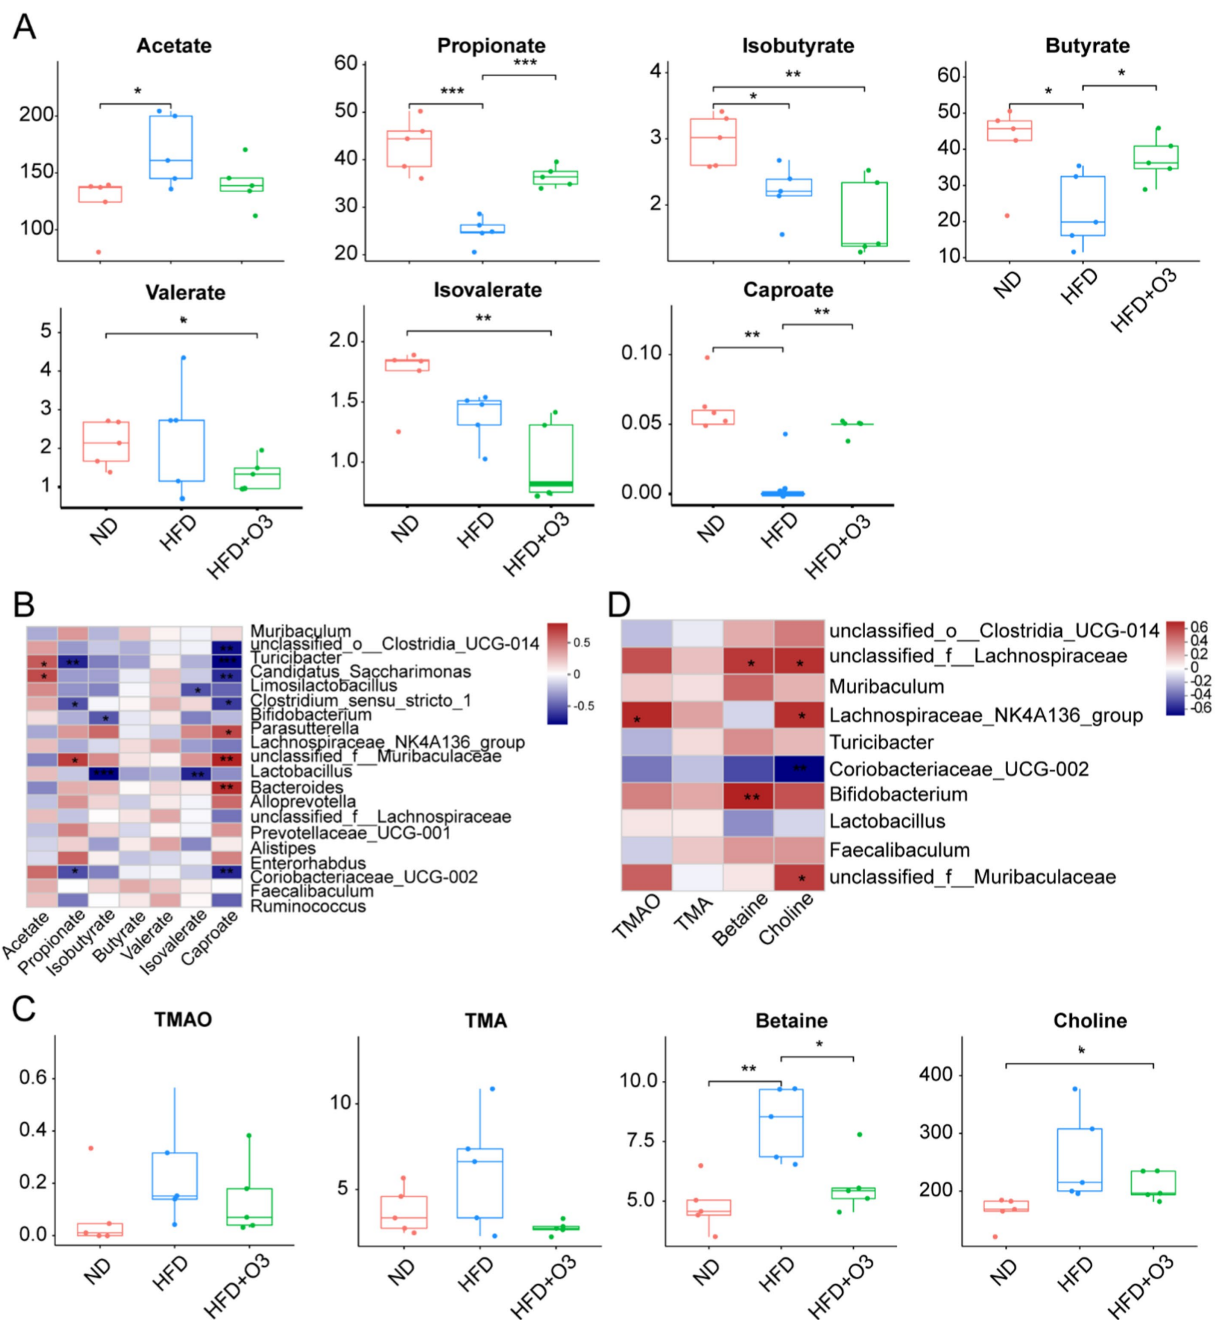 A
Acetate
Propionate
Isobutyrate
Butyrate
200
150
100
*
60
50
40
30
20
***
***
4
3
2
*
**
60
50
40
30
20
10
*
*
ND
HFD
HFD+O3
Valerate
Isovalerate
Caproate
5
4
3
2
1
*
2.0
1.5
1.0
**
0.10
0.05
0.00
**
**
ND
HFD
HFD+O3
ND
HFD
HFD+O3
ND
HFD
HFD+O3
B
Muribaculum
unclassified_o__Clostridia_UCG-014
Turicibacter
Candidatus_Saccharimonas
Limosilactobacillus
Clostridium_sensu_stricto_1
Bifidobacterium
Parasutterella
Lachnospiraceae_NK4A136_group
unclassified_f__Muribaculaceae
Lactobacillus
Bacteroides
Alloprevotella
unclassified_f__Lachnospiraceae
Prevotellaceae_UCG-001
Alistipes
Enterorhabdus
Coriobacteriaceae_UCG-002
Faecalibaculum
Ruminococcus
0.5
0
-0.5
Acetate
Propionate
Isobutyrate
Butyrate
Valerate
Isovalerate
Caproate
D
unclassified_o__Clostridia_UCG-014
unclassified_f__Lachnospiraceae
Muribaculum
Lachnospiraceae_NK4A136_group
Turicibacter
Coriobacteriaceae_UCG-002
Bifidobacterium
Lactobacillus
Faecalibaculum
unclassified_f__Muribaculaceae
0.6
0.4
0.2
0
-0.2
-0.4
-0.6
TMAO
TMA
Betaine
Choline
C
TMAO
TMA
Betaine
Choline
0.6
0.4
0.2
0.0
10
5
10.0
7.5
5.0
**
*
400
300
200
*
ND
HFD
HFD+O3
ND
HFD
HFD+O3
ND
HFD
HFD+O3
ND
HFD
HFD+O3